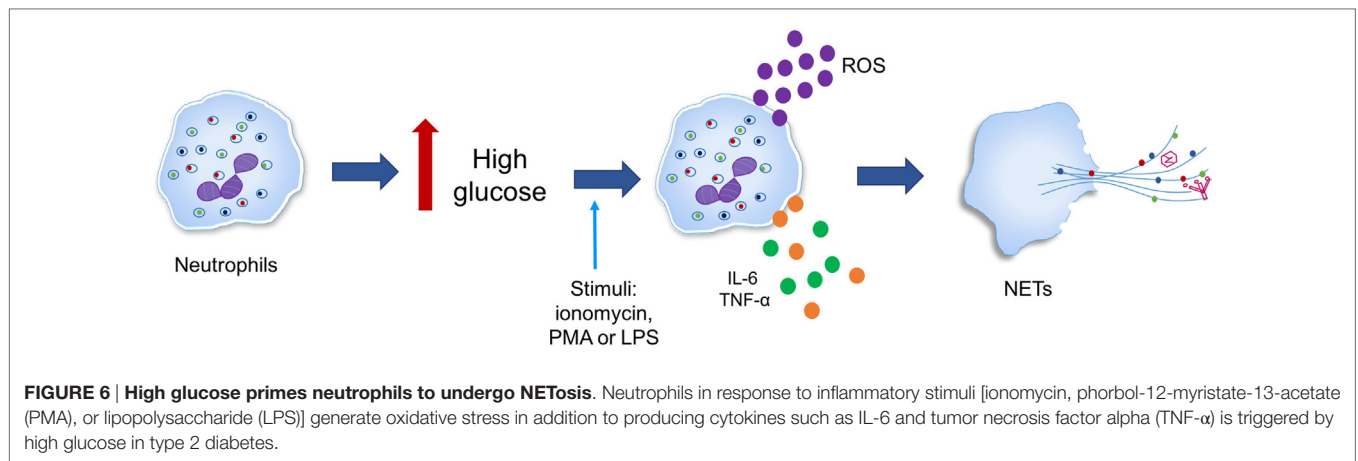 ROS
High
glucose
Neutrophils
Stimuli:
ionomycin,
PMA or LPS
IL-6
TNF-α
NETs
FIGURE 6 | High glucose primes neutrophils to undergo NETosis. Neutrophils in response to inflammatory stimuli [ionomycin, phorbol-12-myristate-13-acetate
(PMA), or lipopolysaccharide (LPS)] generate oxidative stress in addition to producing cytokines such as IL-6 and tumor necrosis factor alpha (TNF-α) is triggered by
high glucose in type 2 diabetes.